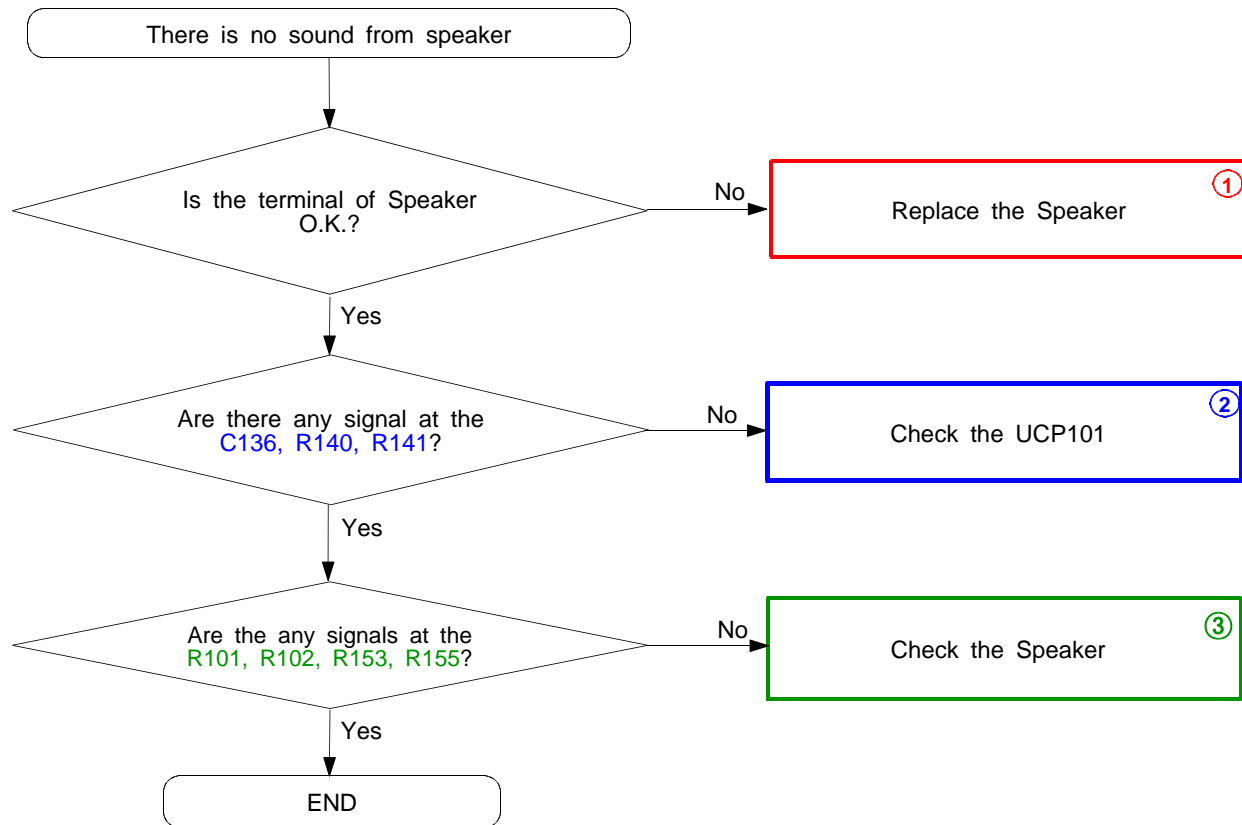 There is no sound from speaker
Is the terminal of Speaker
O.K.?
No
1
Replace the Speaker
Yes
Are there any signal at the
C136, R140, R141?
No
2
Check the UCP101
Yes
Are the any signals at the
R101, R102, R153, R155?
No
3
Check the Speaker
Yes
END